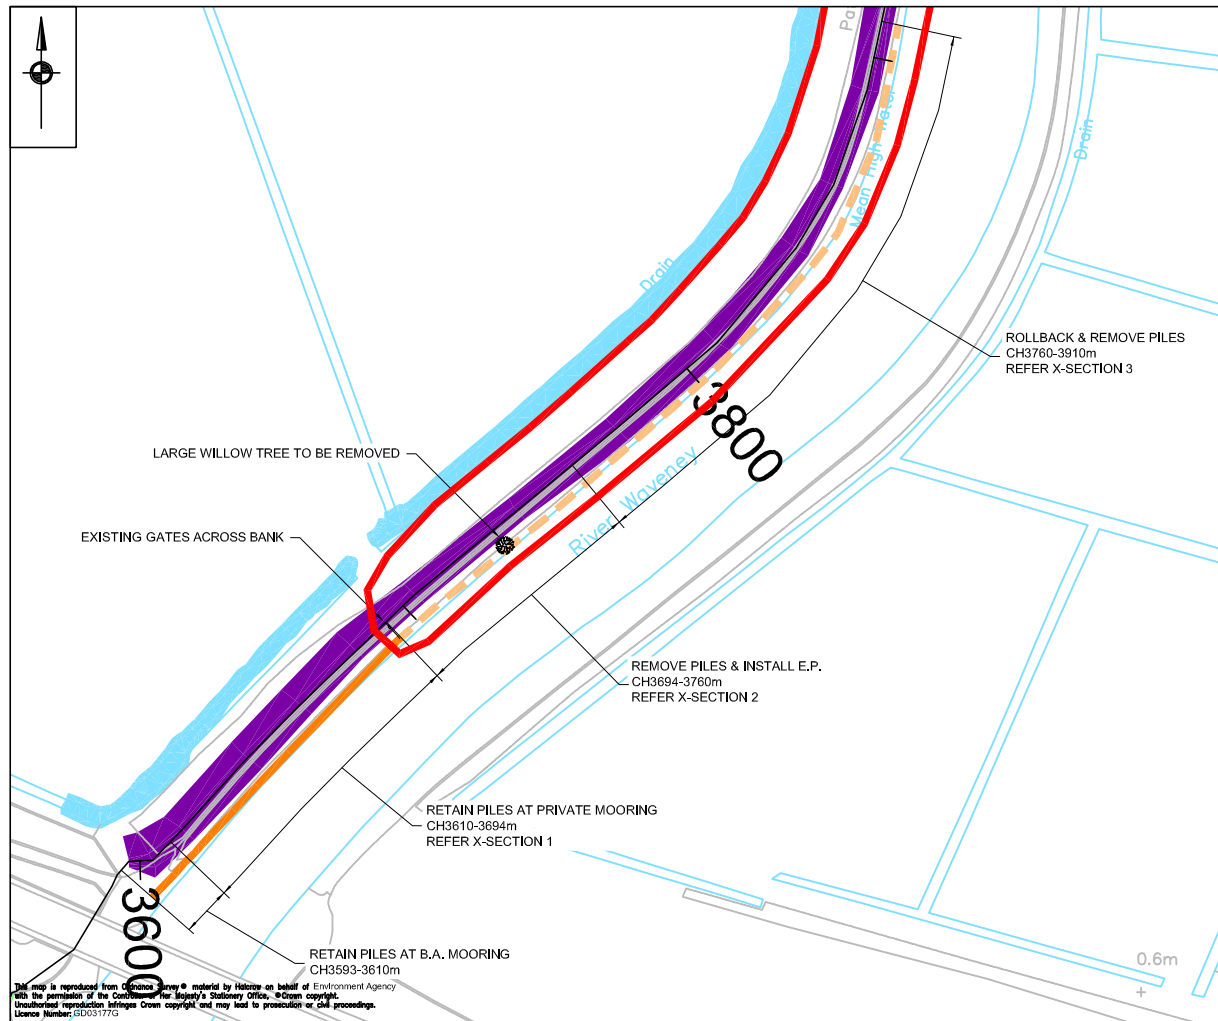 Pa
Mean High Water
Drain
Drain
ROLLBACK & REMOVE PILES
CH3760-3910m
REFER X-SECTION 3
3800
LARGE WILLOW TREE TO BE REMOVED
River Waveney
EXISTING GATES ACROSS BANK
REMOVE PILES & INSTALL E.P.
CH3694-3760m
REFER X-SECTION 2
RETAIN PILES AT PRIVATE MOORING
CH3610-3694m
REFER X-SECTION 1
3600
RETAIN PILES AT B.A. MOORING
CH3593-3610m
0.6m
This map is reproduced from Ordnance Survey ® material by Halcrow on behalf of Environment Agency
with the permission of the Controller of Her Majesty's Stationery Office, ©Crown copyright.
Unauthorised reproduction infringes Crown copyright and may lead to prosecution or civil proceedings.
Licence Number: GD03177G